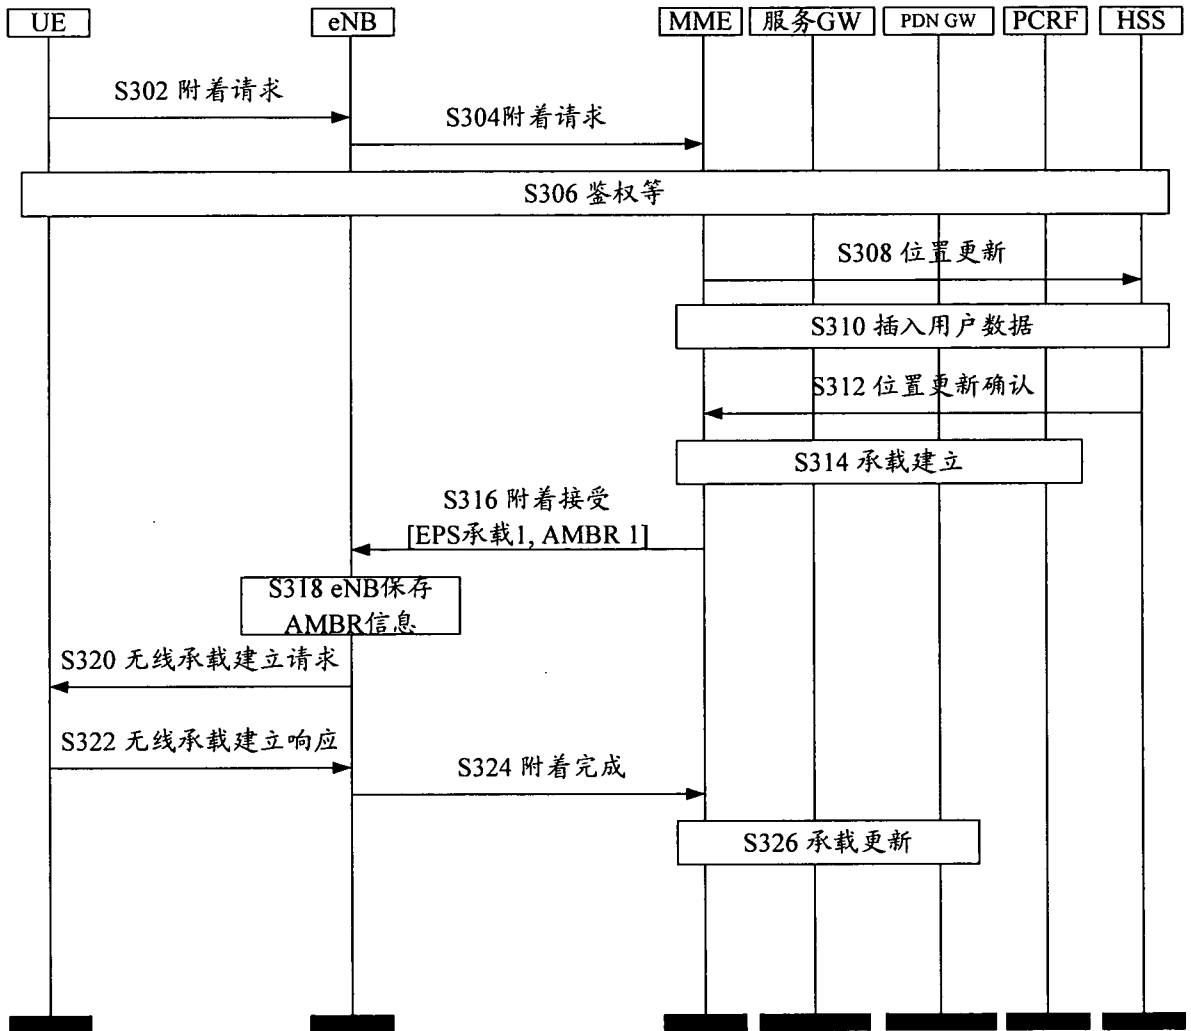 UE
eNB
MME
服务GW
PDN GW
PCRF
HSS
S302 附着请求
S304附着请求
S306 鉴权等
S308 位置更新
S310 插入用户数据
S312 位置更新确认
S314 承载建立
S316 附着接受
[EPS承载1, AMBR 1]
S318 eNB保存
AMBR信息
S320 无线承载建立请求
S322 无线承载建立响应
S324 附着完成
S326 承载更新